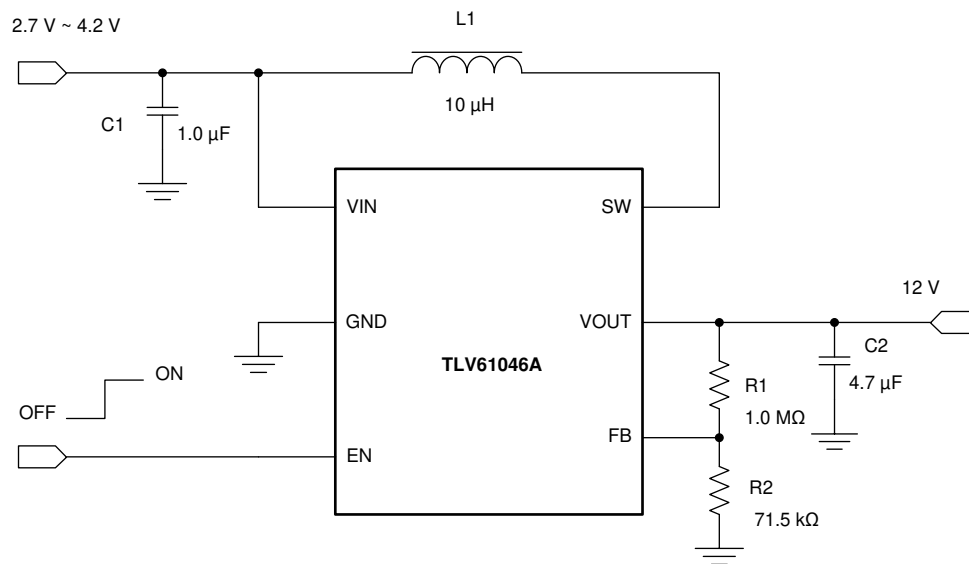 L1
2.7 V ~ 4.2 V
10 µH
C1
1.0 µF
VIN
SW
12 V
GND
VOUT
C2
TLV61046A
ON
4.7 µF
R1
OFF
1.0 MΩ
FB
EN
R2
71.5 kΩ